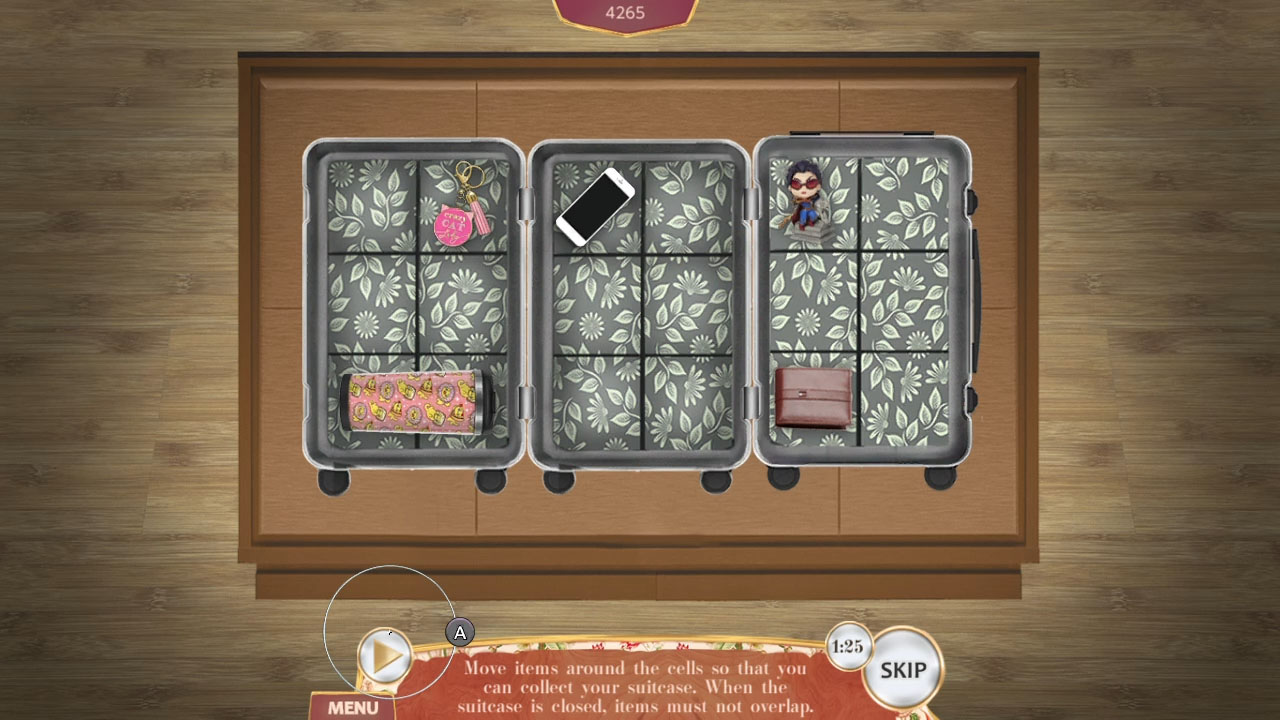 4265
crazy
CAT
lady
A
1:25
SKIP
Move items around the cells so that you
can collect your suitcase. When the
suitcase is closed, items must not overlap.
MENU